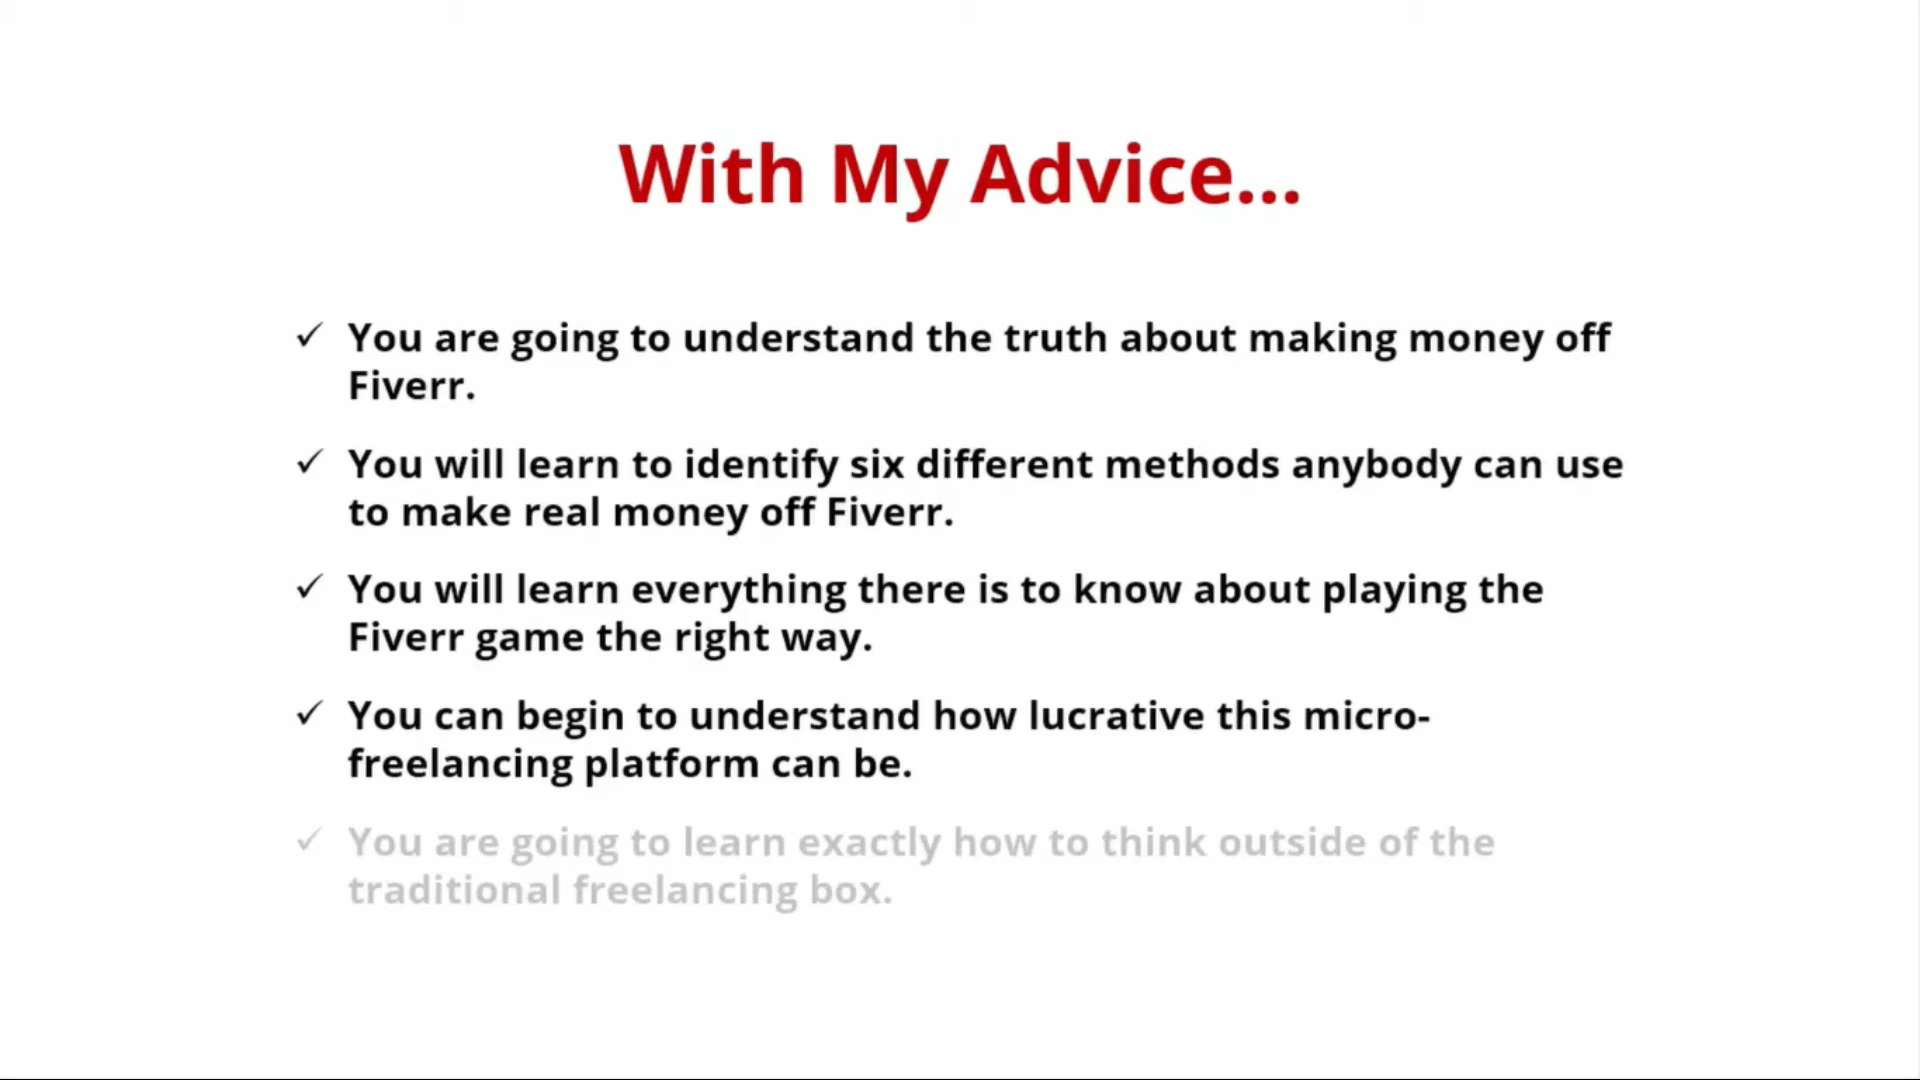 With My Advice...
✓ You are going to understand the truth about making money off
Fiverr.
✓ You will learn to identify six different methods anybody can use
to make real money off Fiverr.
✓ You will learn everything there is to know about playing the
Fiverr game the right way.
✓ You can begin to understand how lucrative this micro-
freelancing platform can be.
✓ You are going to learn exactly how to think outside of the
traditional freelancing box.